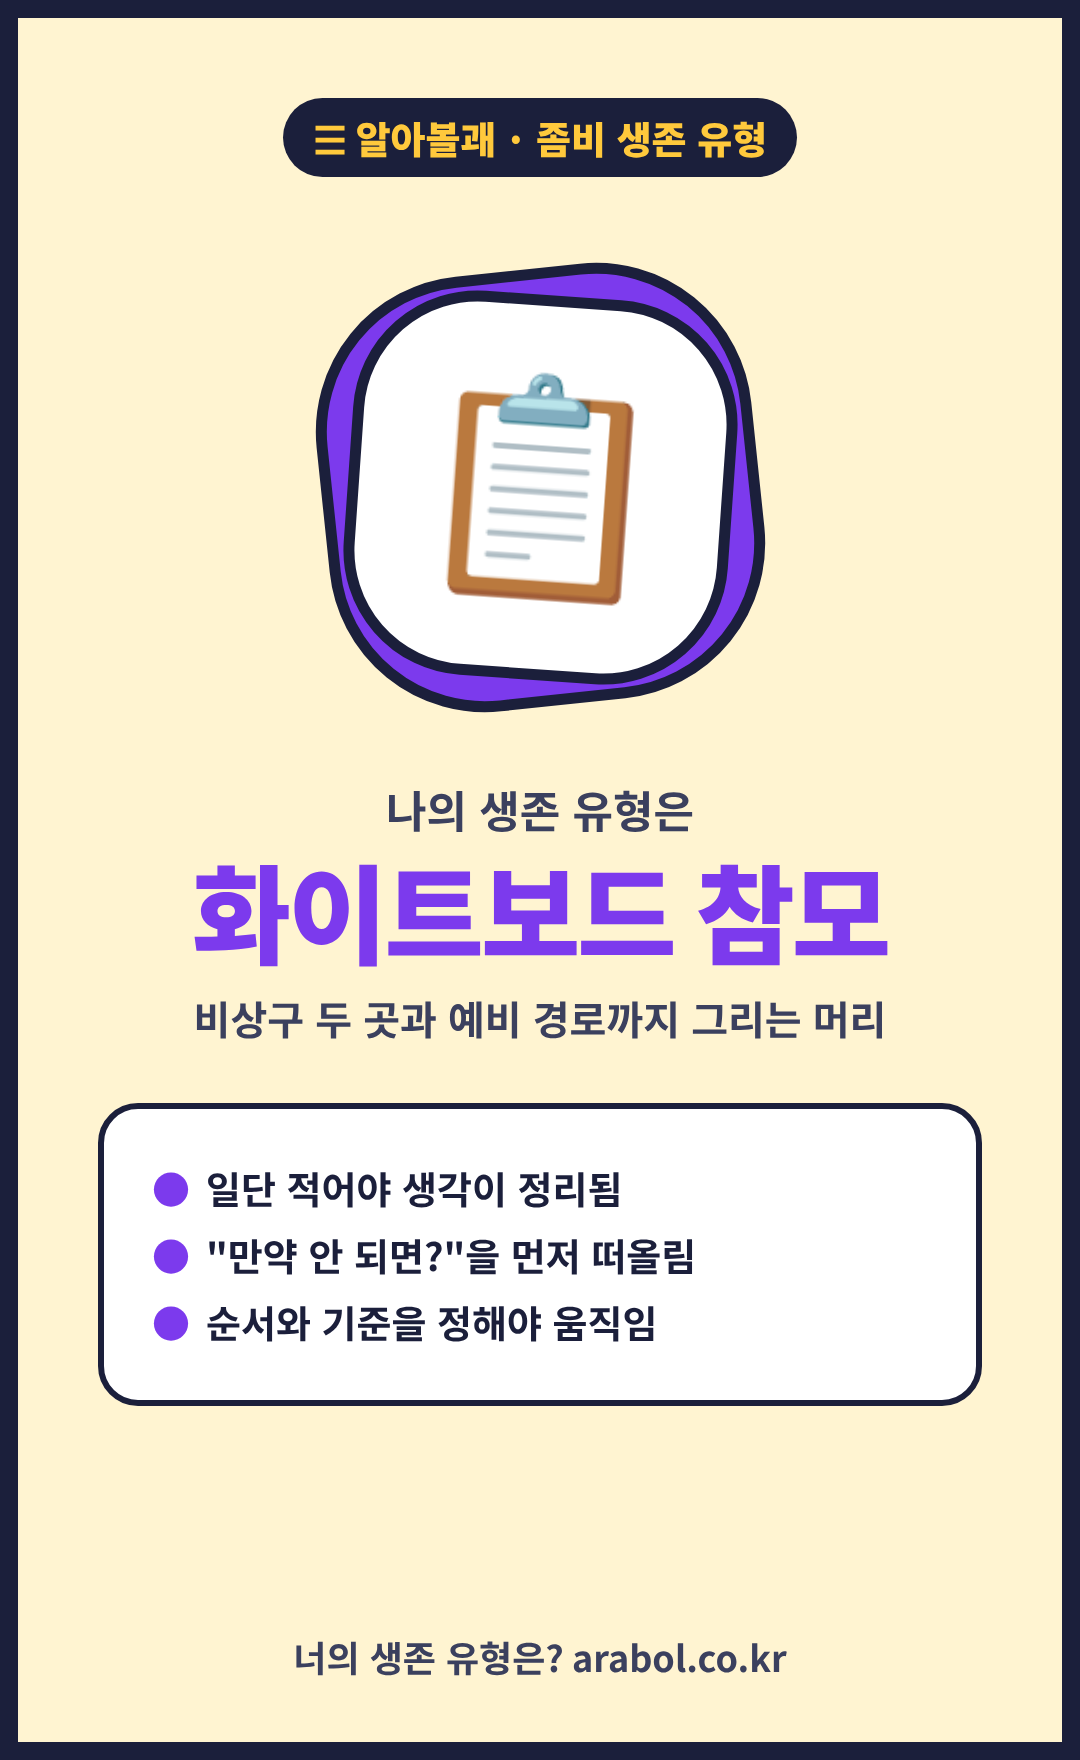 ☰ 알아볼괘 · 좀비 생존 유형
나의 생존 유형은
화이트보드 참모
비상구 두 곳과 예비 경로까지 그리는 머리
일단 적어야 생각이 정리됨
"만약 안 되면?"을 먼저 떠올림
순서와 기준을 정해야 움직임
너의 생존 유형은? arabol.co.kr